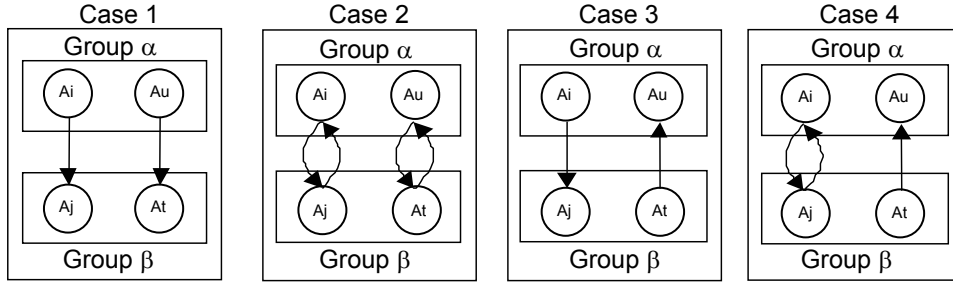 Case 1 Case 2 Case 3 Case 4
Group α Group α Group α Group α
Ai Au Ai Au Ai Au Ai Au
Aj At Aj At Aj At Aj At
Group β Group β Group β Group β